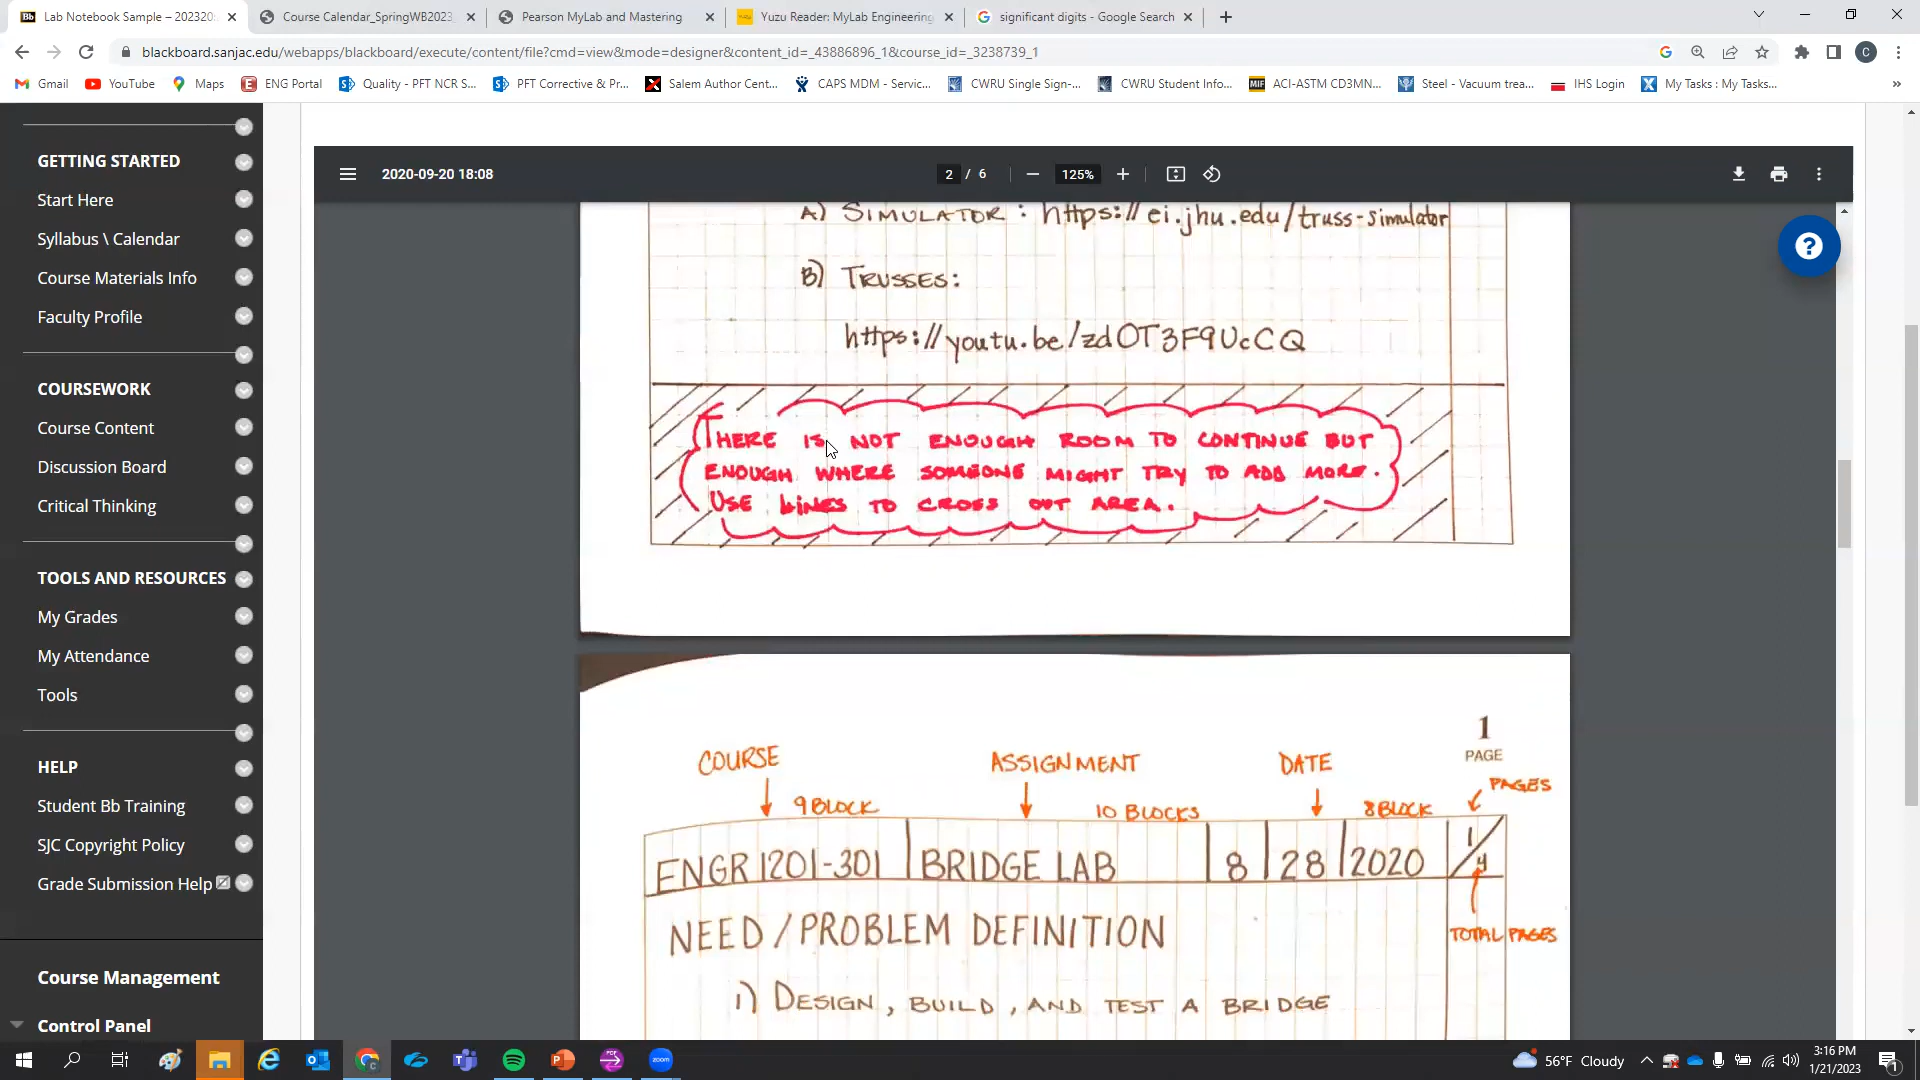 Lab Notebook Sample – 202320:
Course Calendar_SpringWB2023_
Pearson MyLab and Mastering
Yuzu Reader: MyLab Engineering
significant digits - Google Search
blackboard.sanjac.edu/webapps/blackboard/execute/content/file?cmd=view&mode=designer&content_id=_43886896_1&course_id=_3238739_1
C
Gmail
YouTube
Maps
ENG Portal
Quality - PFT NCR S...
PFT Corrective & Pr...
Salem Author Cent...
CAPS MDM - Servic...
CWRU Single Sign-...
CWRU Student Info...
ACI-ASTM CD3MN...
Steel - Vacuum trea...
IHS Login
My Tasks : My Tasks...
»
GETTING STARTED
Start Here
Syllabus \ Calendar
Course Materials Info
Faculty Profile
COURSEWORK
Course Content
Discussion Board
Critical Thinking
TOOLS AND RESOURCES
My Grades
My Attendance
Tools
HELP
Student Bb Training
SJC Copyright Policy
Grade Submission Help
Course Management
Control Panel
2020-09-20 18:08
2 / 6
125%
A) SIMULATOR : https://ei.jhu.edu/truss-simulator
B) TRUSSES:
https://youtu.be/zdOT3F9UcCQ
THERE IS NOT ENOUGH ROOM TO CONTINUE BUT
ENOUGH WHERE SOMEONE MIGHT TRY TO ADD MORE.
USE LINES TO CROSS OUT AREA.
1
PAGE
COURSE
ASSIGNMENT
DATE
PAGES
9 BLOCK
10 BLOCKS
8 BLOCK
ENGR 1201-301 BRIDGE LAB 8 28 2020 1/4
NEED/PROBLEM DEFINITION
TOTAL PAGES
1) DESIGN, BUILD, AND TEST A BRIDGE
56°F Cloudy
3:16 PM
1/21/2023
1